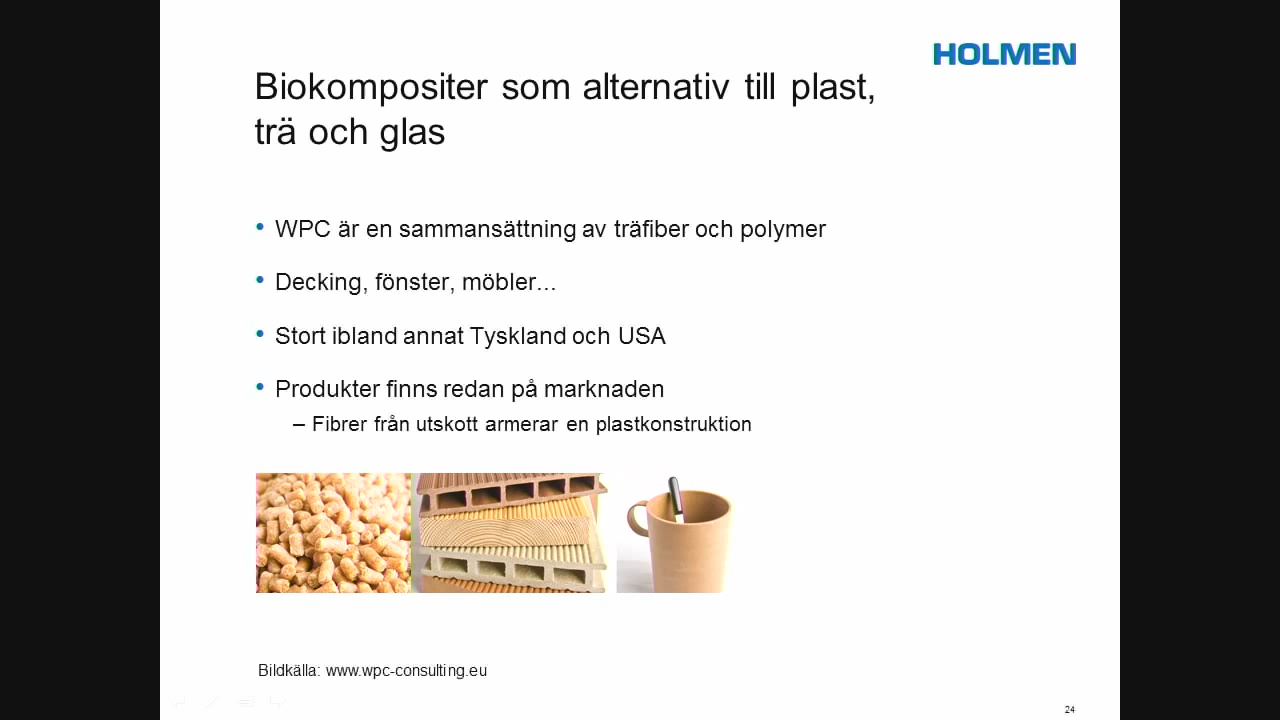 HOLMEN
Biokompositer som alternativ till plast,
trä och glas
• WPC är en sammansättning av träfiber och polymer
• Decking, fönster, möbler...
• Stort ibland annat Tyskland och USA
• Produkter finns redan på marknaden
– Fibrer från utskott armerar en plastkonstruktion
Bildkälla: www.wpc-consulting.eu
24